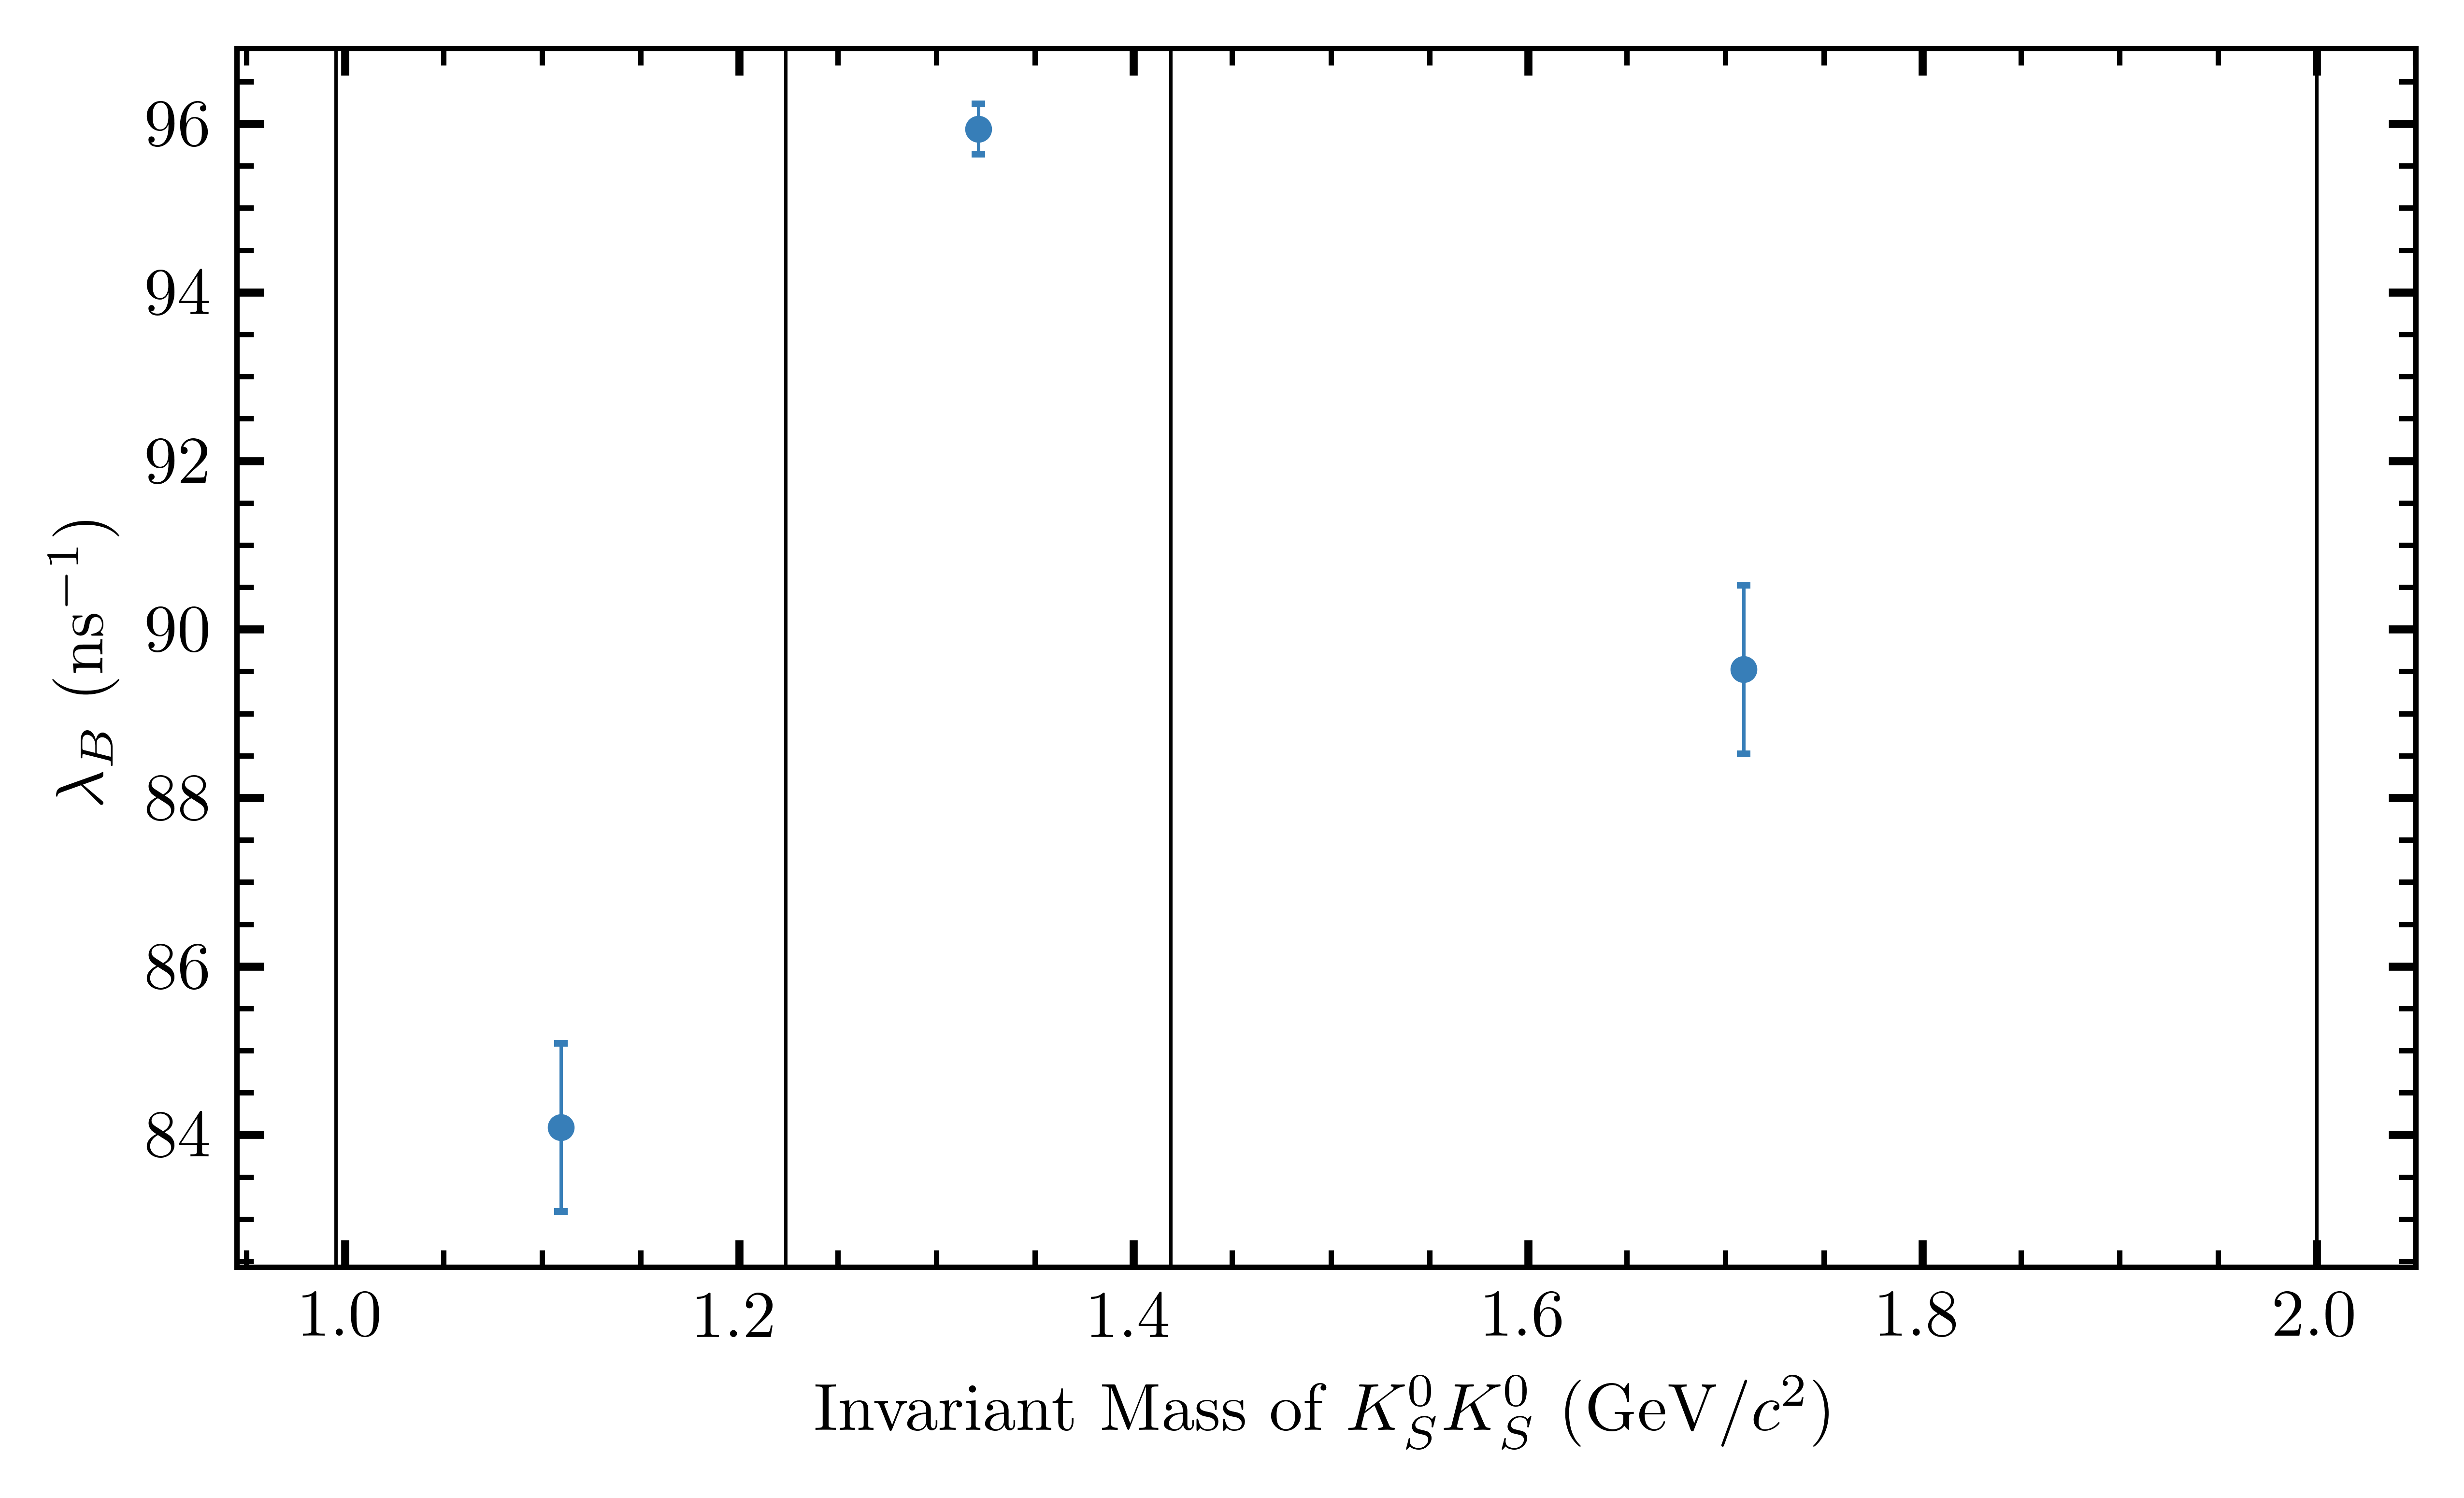 96
94
92
90
88
86
84
λ_B (ns⁻¹)
1.0 1.2 1.4 1.6 1.8 2.0
Invariant Mass of K_S^0 K_S^0 (GeV/c²)